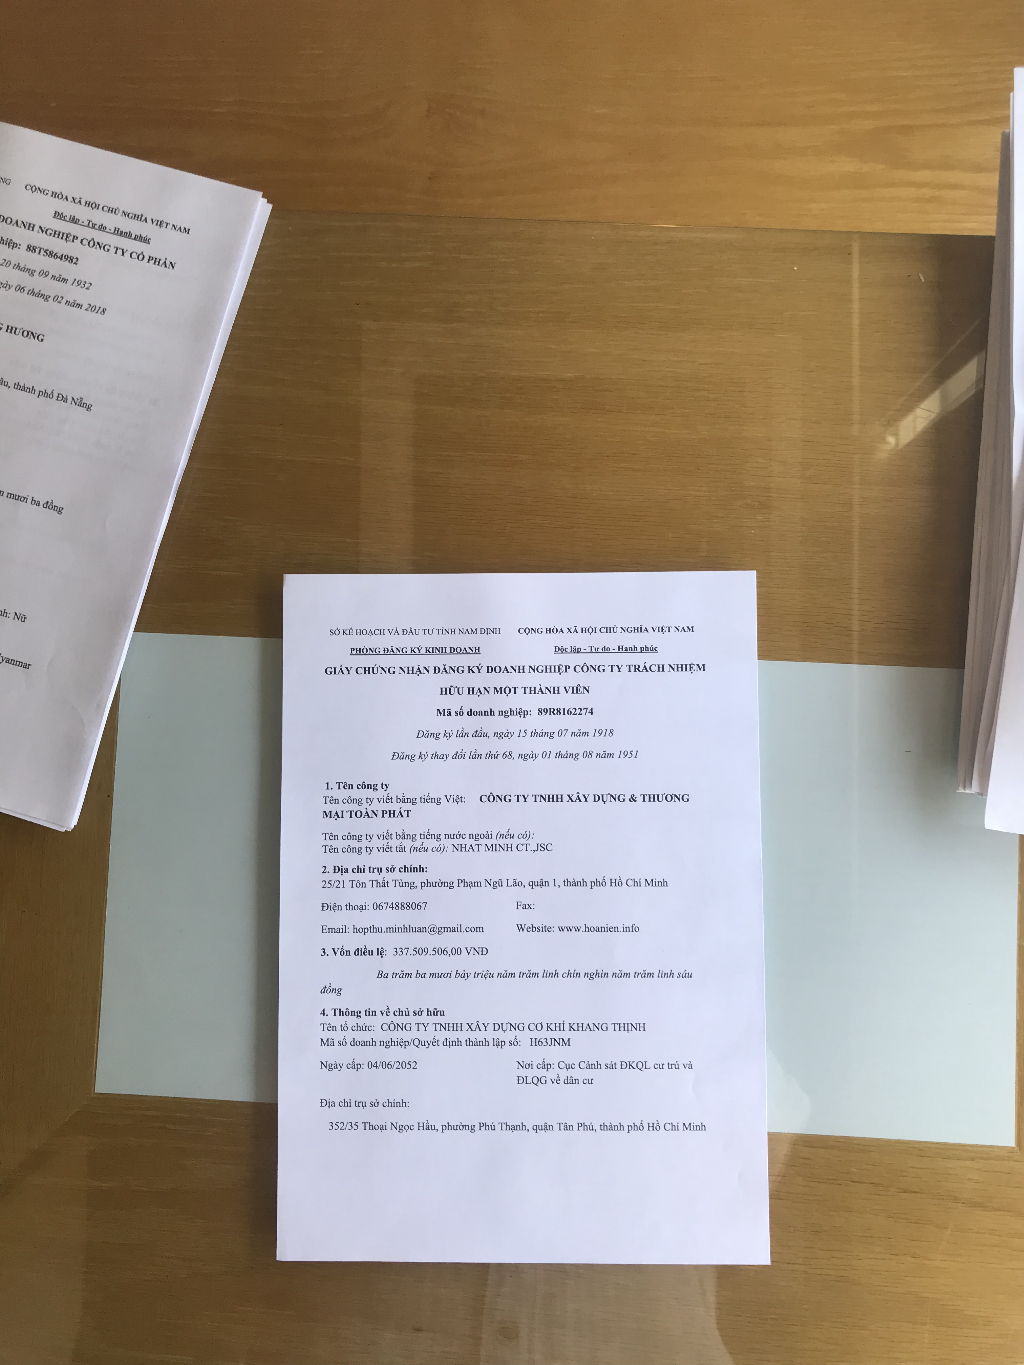 CỘNG HÒA XÃ HỘI CHỦ NGHĨA VIỆT NAM
Độc lập - Tự do - Hạnh phúc
DOANH NGHIỆP CÔNG TY CỔ PHẦN
88T5864982
20 tháng 09 năm 1932
06 tháng 02 năm 2018
HƯƠNG
thành phố Đà Nẵng
mươi ba đồng
Nữ
SỞ KẾ HOẠCH VÀ ĐẦU TƯ TỈNH NAM ĐỊNH CỘNG HÒA XÃ HỘI CHỦ NGHĨA VIỆT NAM
PHÒNG ĐĂNG KÝ KINH DOANH Độc lập - Tự do - Hạnh phúc
GIẤY CHỨNG NHẬN ĐĂNG KÝ DOANH NGHIỆP CÔNG TY TRÁCH NHIỆM
HỮU HẠN MỘT THÀNH VIÊN
Mã số doanh nghiệp: 89R8162274
Đăng ký lần đầu, ngày 15 tháng 07 năm 1918
Đăng ký thay đổi lần thứ 68, ngày 01 tháng 08 năm 1951
1. Tên công ty
Tên công ty viết bằng tiếng Việt: CÔNG TY TNHH XÂY DỰNG & THƯƠNG
MẠI TOÀN PHÁT
Tên công ty viết bằng tiếng nước ngoài (nếu có):
Tên công ty viết tắt (nếu có): NHAT MINH CT.,JSC
2. Địa chỉ trụ sở chính:
25/21 Tôn Thất Tùng, phường Phạm Ngũ Lão, quận 1, thành phố Hồ Chí Minh
Điện thoại: 0674888067 Fax:
Email: hopthu.minhluan@gmail.com Website: www.hoanien.info
3. Vốn điều lệ: 337.509.506,00 VNĐ
Ba trăm ba mươi bảy triệu năm trăm linh chín nghìn năm trăm linh sáu
đồng
4. Thông tin về chủ sở hữu
Tên tổ chức: CÔNG TY TNHH XÂY DỰNG CƠ KHÍ KHANG THỊNH
Mã số doanh nghiệp/Quyết định thành lập số: H63JNM
Ngày cấp: 04/06/2052 Nơi cấp: Cục Cảnh sát ĐKQL cư trú và
ĐLQG về dân cư
Địa chỉ trụ sở chính:
352/35 Thoại Ngọc Hầu, phường Phú Thạnh, quận Tân Phú, thành phố Hồ Chí Minh